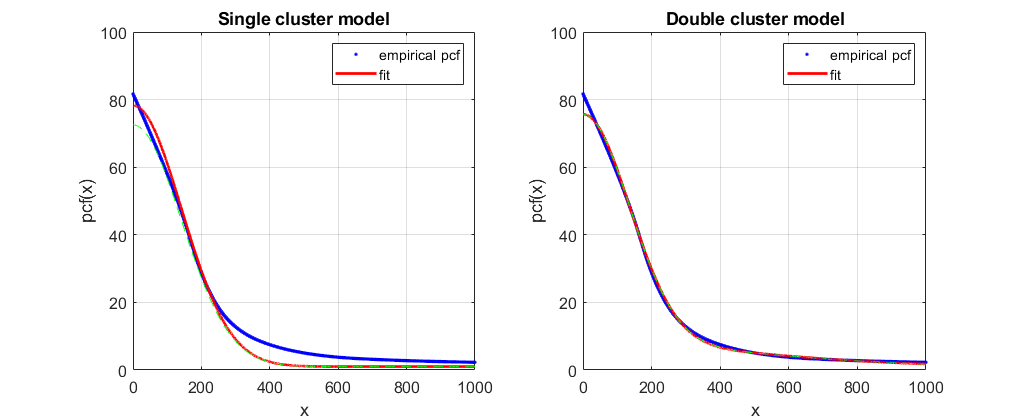 Single cluster model
100
80
60
40
20
0
0 200 400 600 800 1000
pcf(x)
x
empirical pcf
fit
Double cluster model
100
80
60
40
20
0
0 200 400 600 800 1000
pcf(x)
x
empirical pcf
fit